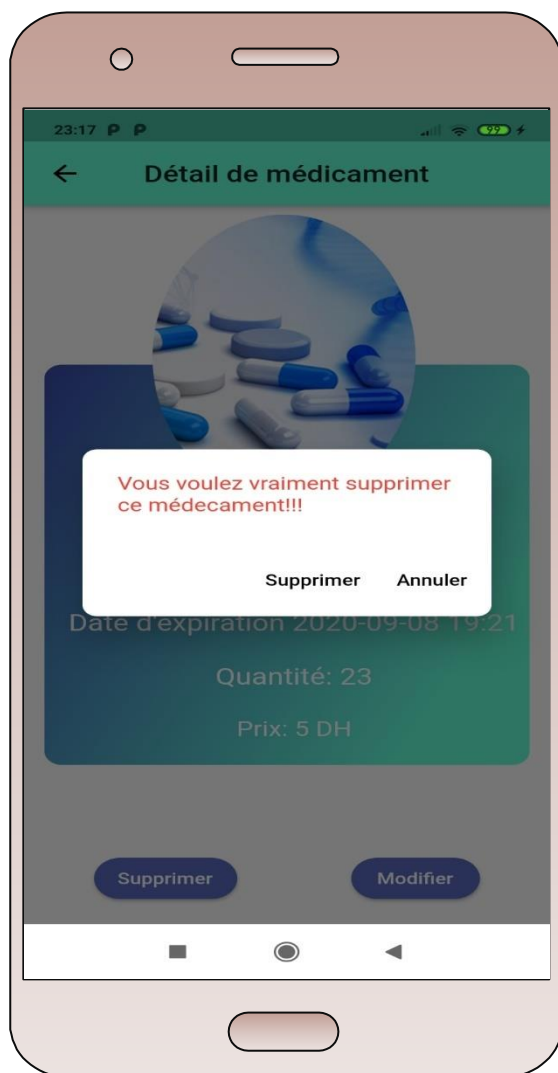 23:17 P P 99
Détail de médicament
Vous voulez vraiment supprimer
ce médecament!!!
Supprimer Annuler
Date d'expiration 2020-09-08 19:21
Quantité: 23
Prix: 5 DH
Supprimer Modifier